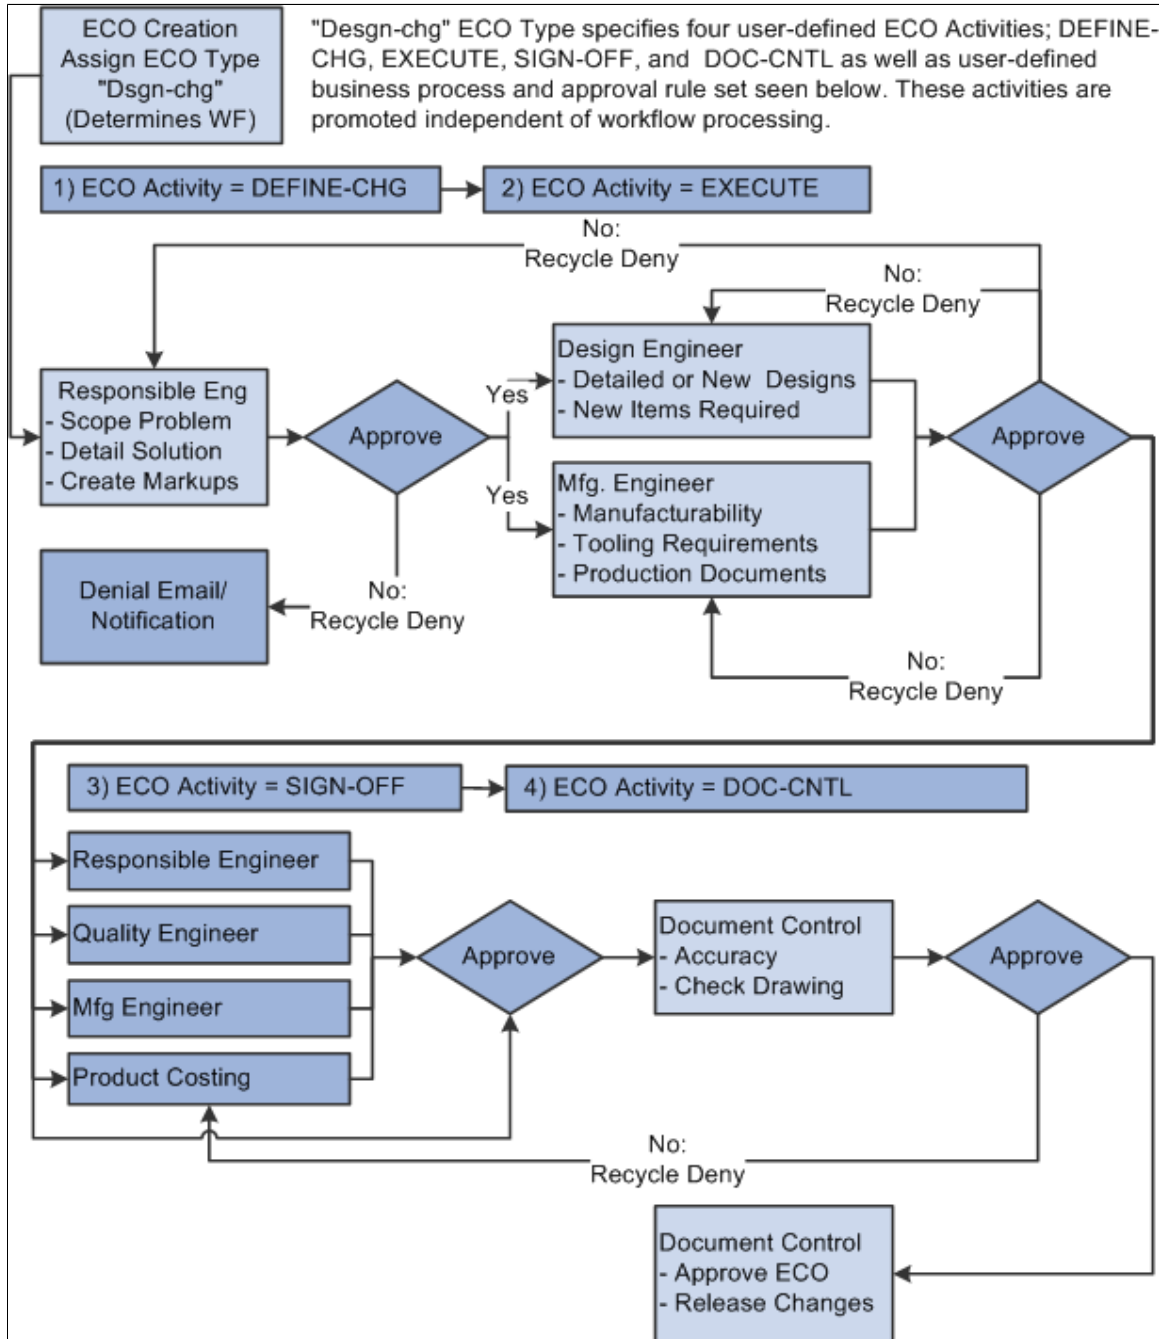 ECO Creation
Assign ECO Type
"Dsgn-chg"
(Determines WF)
"Desgn-chg" ECO Type specifies four user-defined ECO Activities; DEFINE-
CHG, EXECUTE, SIGN-OFF, and DOC-CNTL as well as user-defined
business process and approval rule set seen below. These activities are
promoted independent of workflow processing.
1) ECO Activity = DEFINE-CHG
2) ECO Activity = EXECUTE
No:
Recycle Deny
No:
Recycle Deny
Responsible Eng
- Scope Problem
- Detail Solution
- Create Markups
Approve
Yes
Yes
Design Engineer
- Detailed or New Designs
- New Items Required
Mfg. Engineer
- Manufacturability
- Tooling Requirements
- Production Documents
Approve
Denial Email/
Notification
No:
Recycle Deny
No:
Recycle Deny
3) ECO Activity = SIGN-OFF
4) ECO Activity = DOC-CNTL
Responsible Engineer
Quality Engineer
Mfg Engineer
Product Costing
Approve
Document Control
- Accuracy
- Check Drawing
Approve
No:
Recycle Deny
Document Control
- Approve ECO
- Release Changes